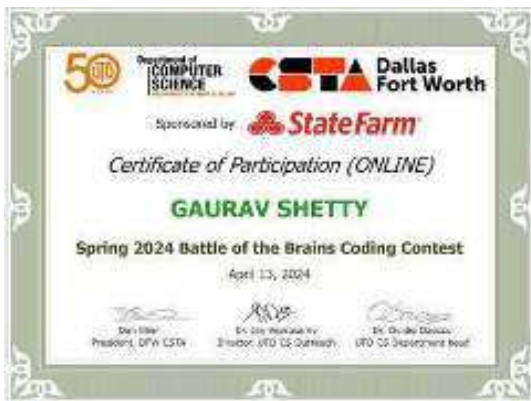 50 UTD Department of COMPUTER SCIENCE CSTA Dallas Fort Worth
Sponsored by State Farm
Certificate of Participation (ONLINE)
GAURAV SHETTY
Spring 2024 Battle of the Brains Coding Contest
April 13, 2024
Dr.
President, DFW CSTA Director, UTD CS Outreach UTD CS Department Head